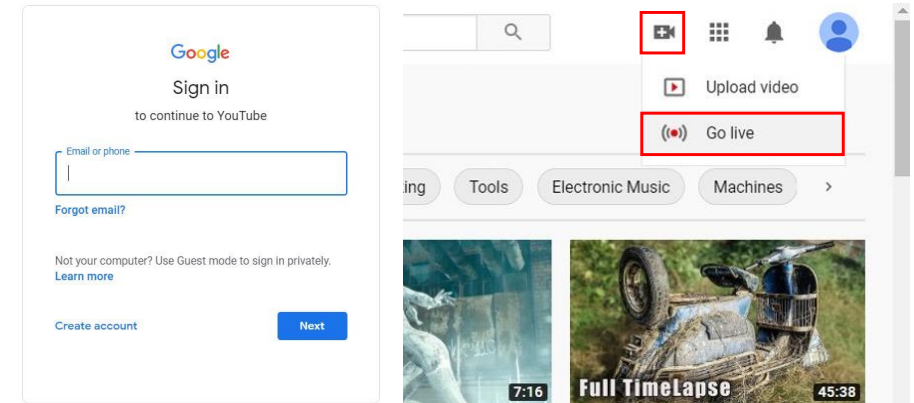 Google
Sign in
to continue to YouTube
Email or phone
Forgot email?
Not your computer? Use Guest mode to sign in privately.
Learn more
Create account
Next
Upload video
Go live
ing
Tools
Electronic Music
Machines
7:16
Full TimeLapse
45:38